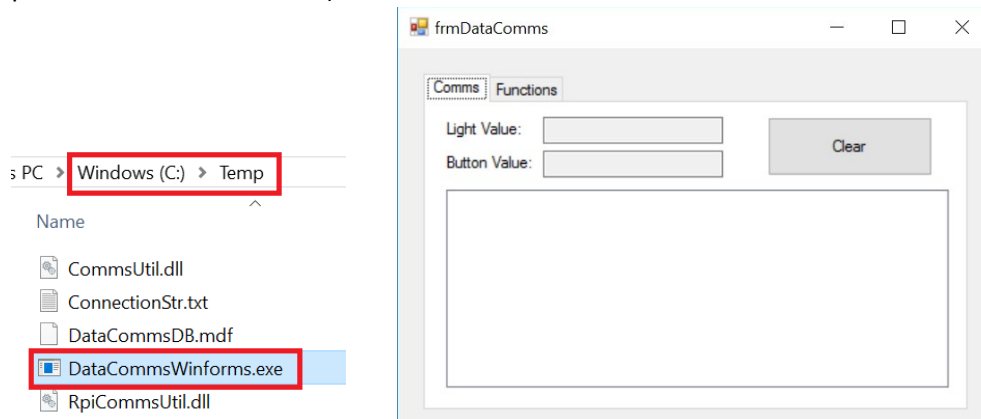 s PC > Windows (C:) > Temp
Name
CommsUtil.dll
ConnectionStr.txt
DataCommsDB.mdf
DataCommsWinforms.exe
RpiCommsUtil.dll
frmDataComms
Comms Functions
Light Value:
Clear
Button Value: